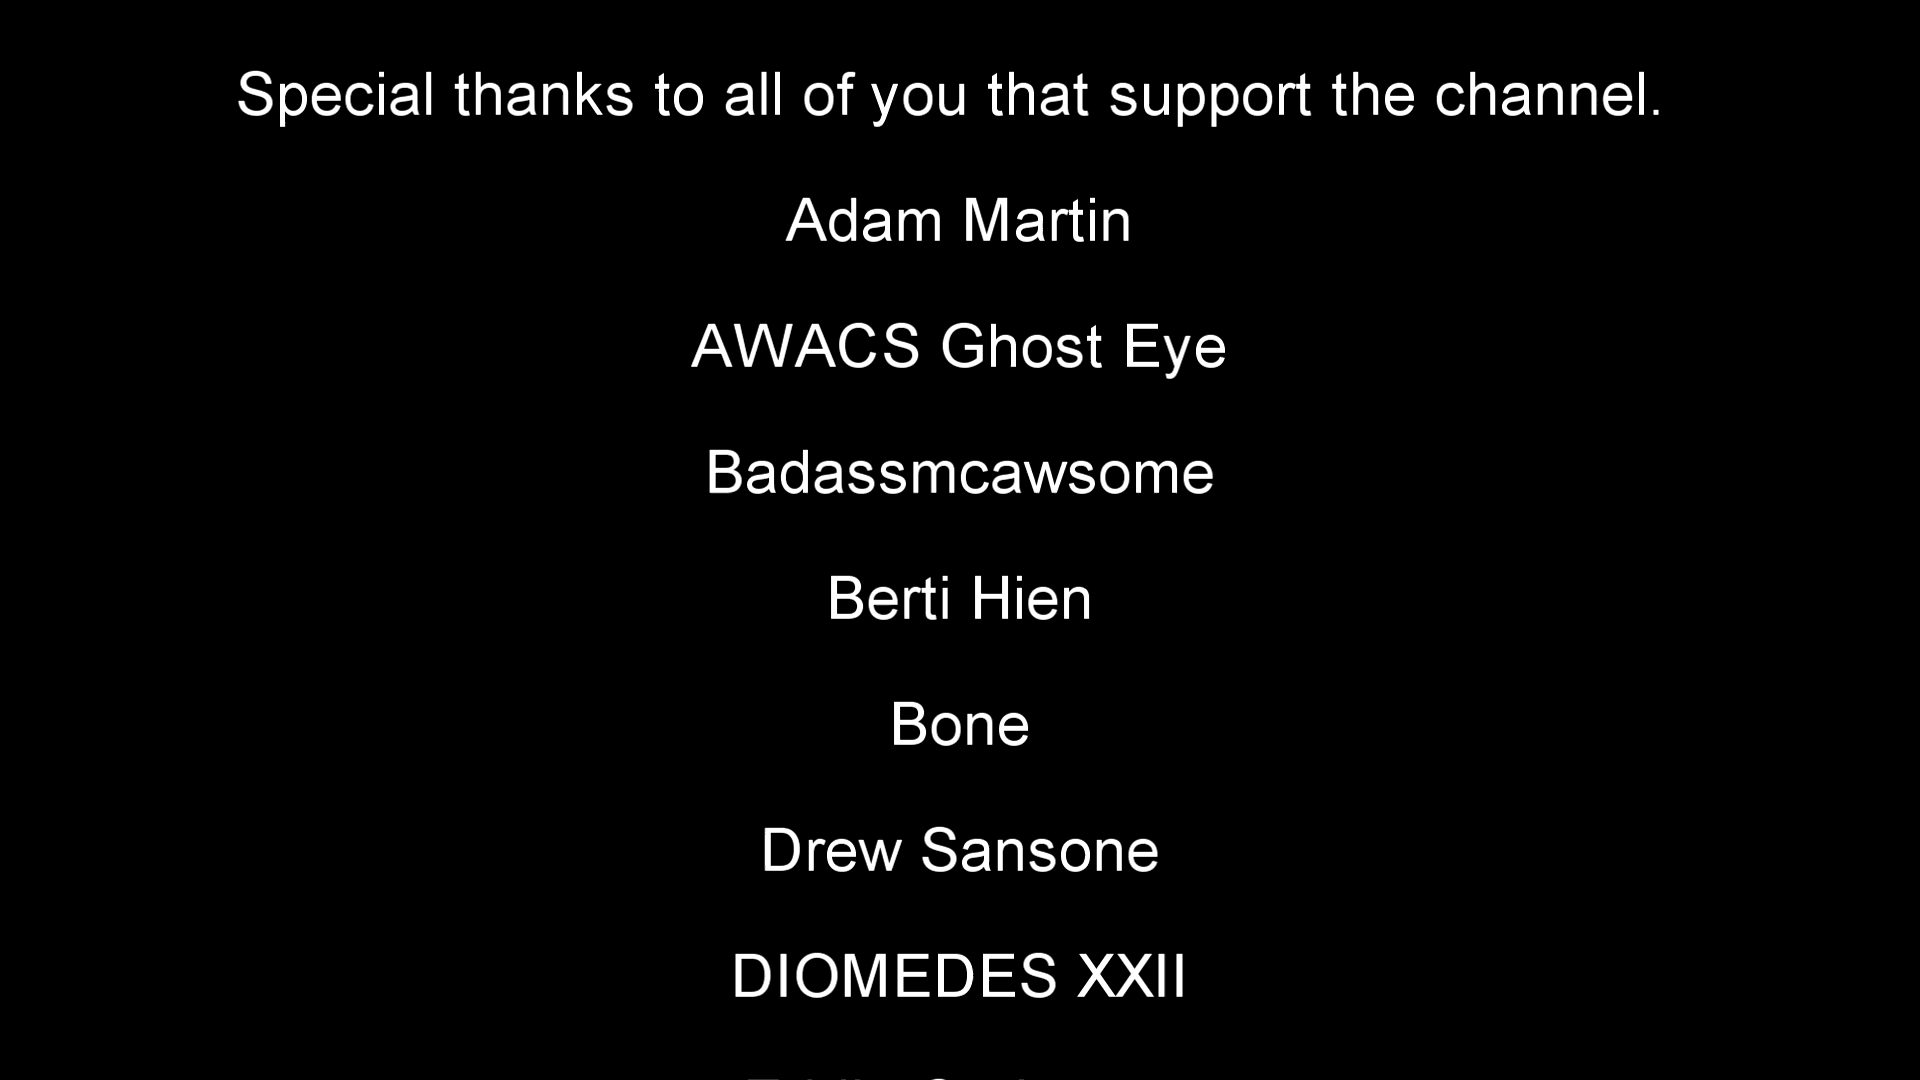 Special thanks to all of you that support the channel.
Adam Martin
AWACS Ghost Eye
Badassmcawsome
Berti Hien
Bone
Drew Sansone
DIOMEDES XXII